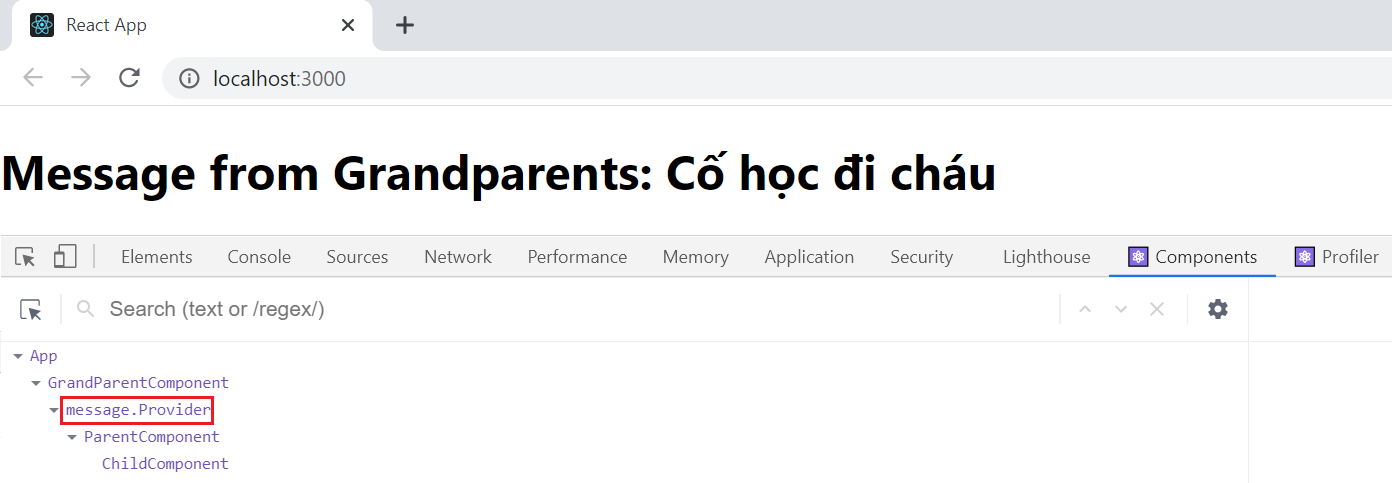 React App
localhost:3000
Message from Grandparents: Cố học đi cháu
Elements Console Sources Network Performance Memory Application Security Lighthouse Components Profiler
Search (text or /regex/)
App
GrandParentComponent
message.Provider
ParentComponent
ChildComponent